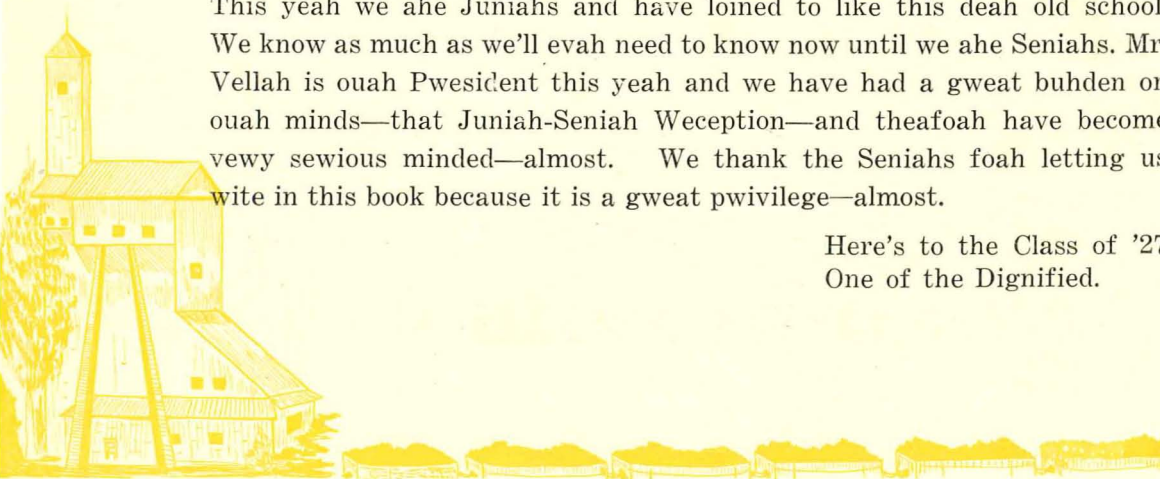 This yeah we ahe Juniahs and have loined to like this deah old school
We know as much as we'll evah need to know now until we ahe Seniahs. Mr
Vellah is ouah Pwesident this yeah and we have had a gweat buhden on
ouah minds—that Juniah-Seniah Weception—and theafoah have become
vewy sewious minded—almost. We thank the Seniahs foah letting us
wite in this book because it is a gweat pwivilege—almost.
Here's to the Class of '27
One of the Dignified.